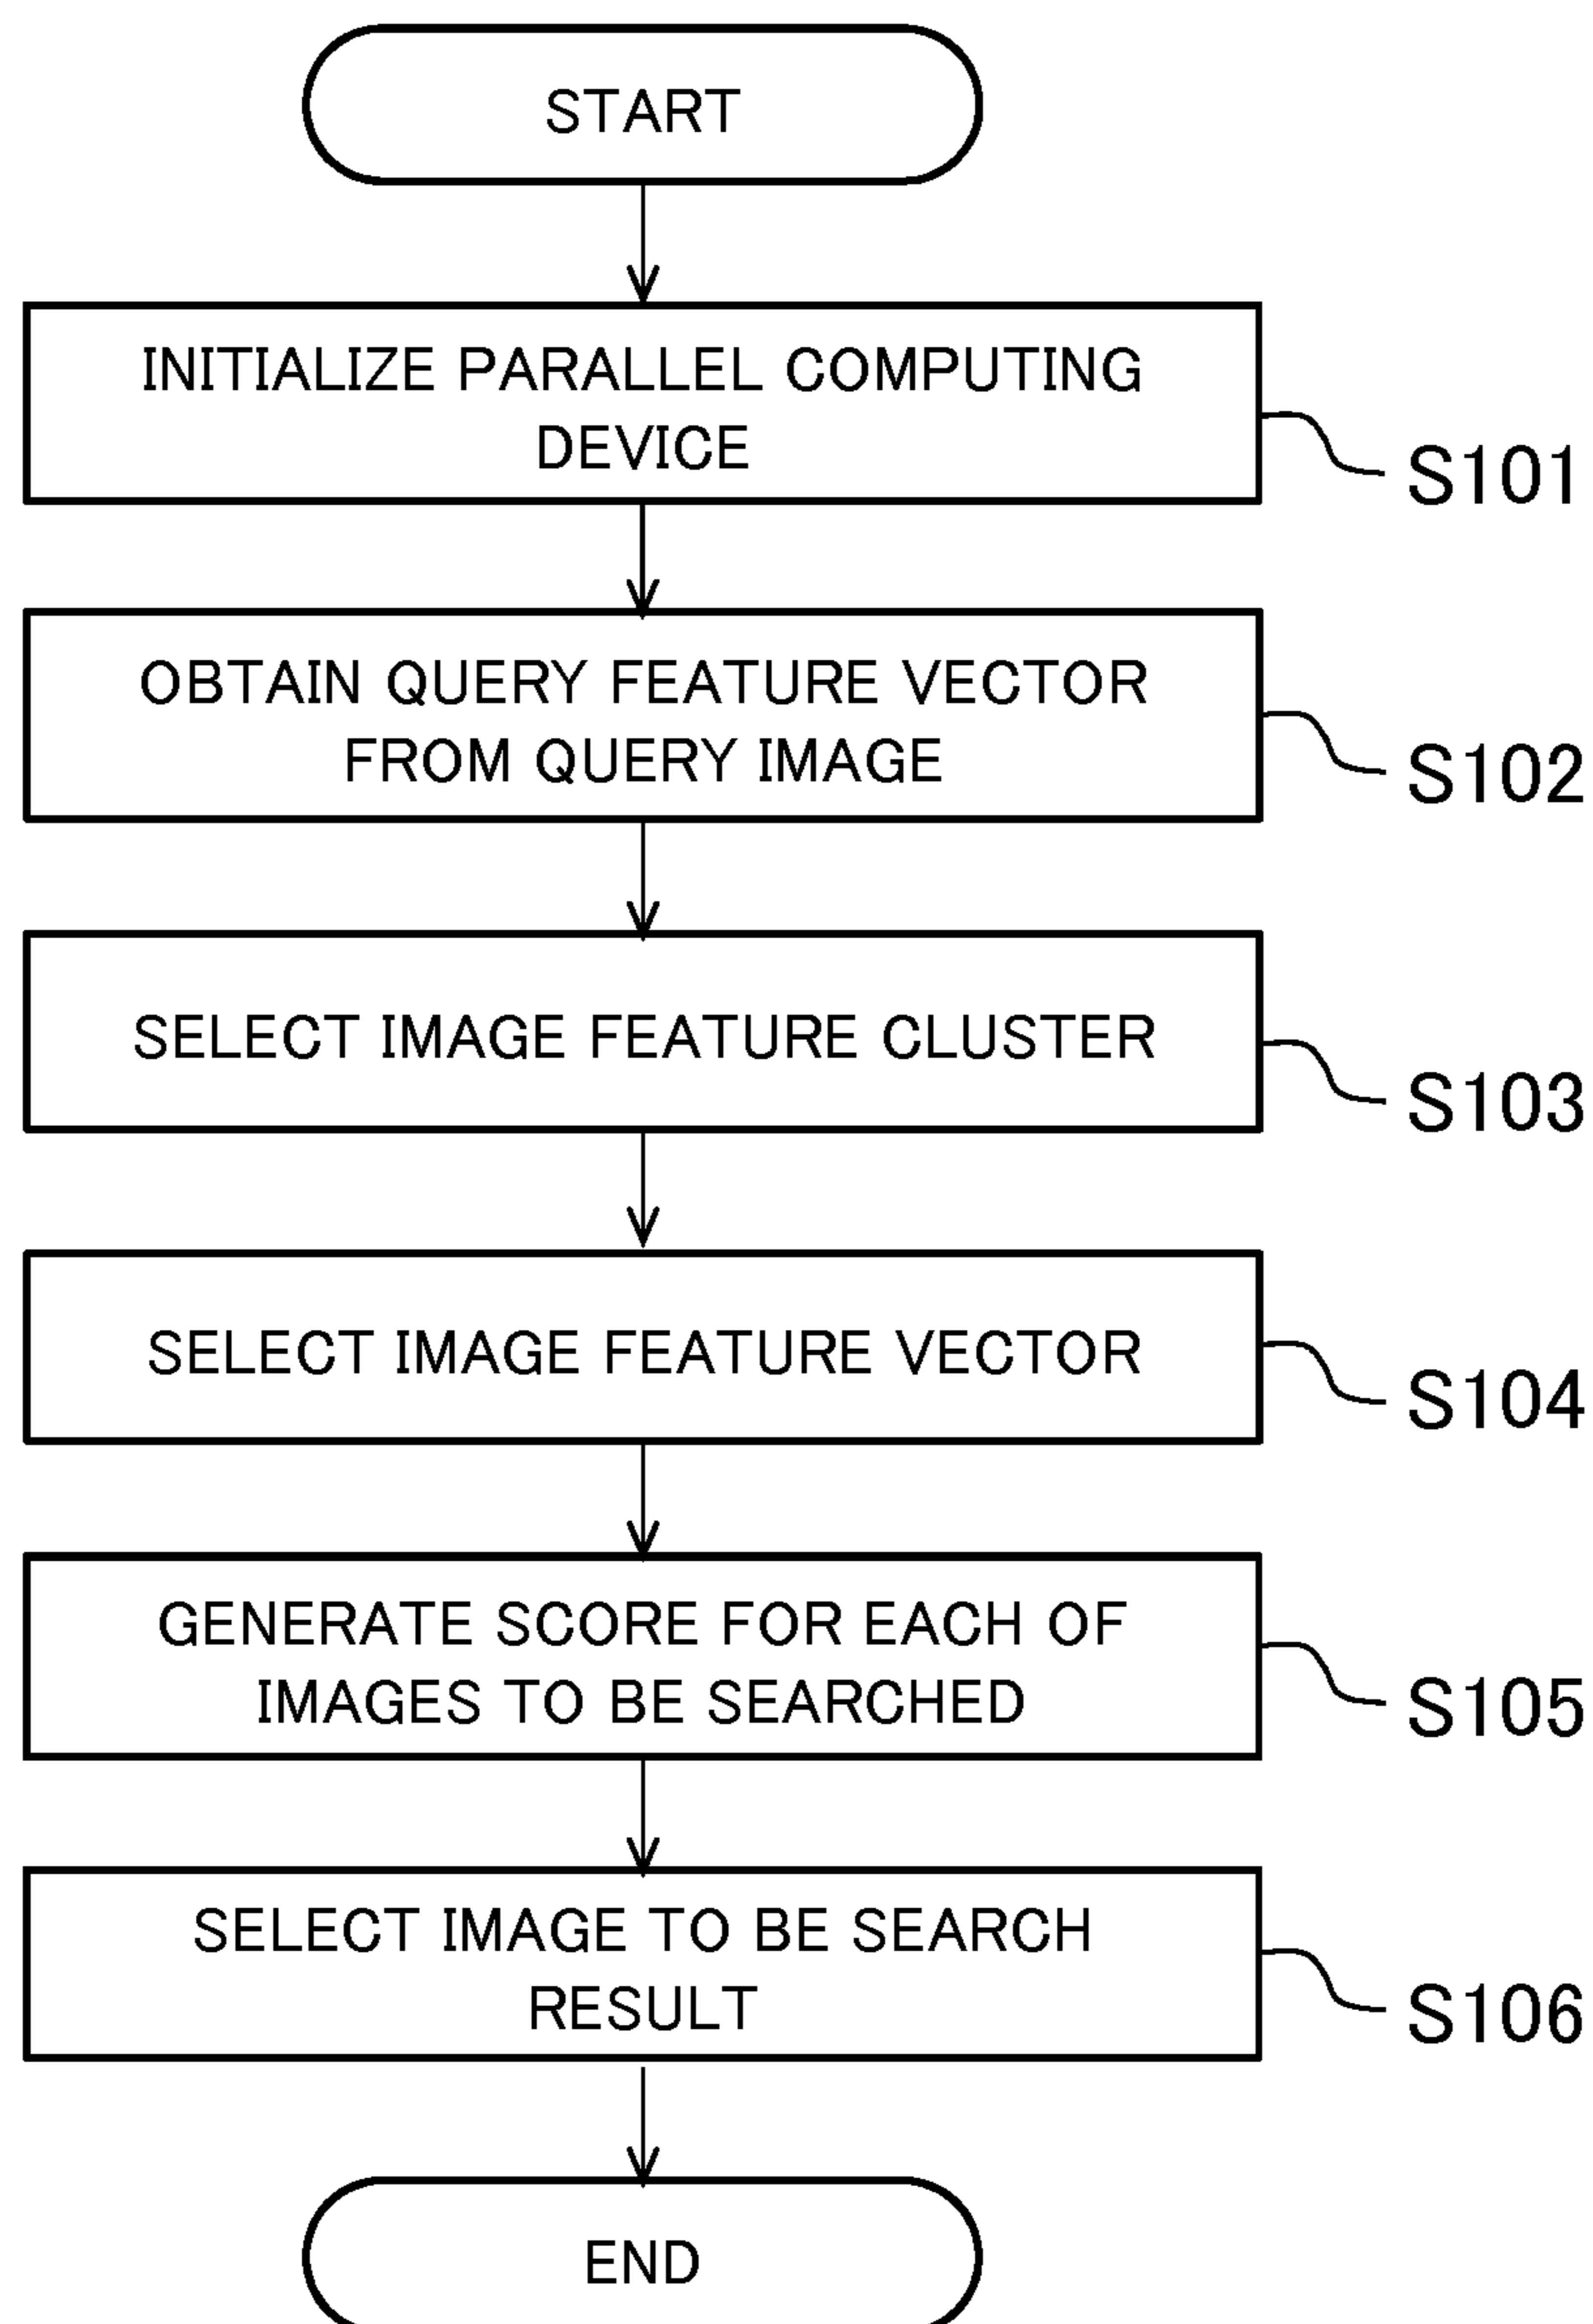 START
INITIALIZE PARALLEL COMPUTING
DEVICE
S101
OBTAIN QUERY FEATURE VECTOR
FROM QUERY IMAGE
S102
SELECT IMAGE FEATURE CLUSTER
S103
SELECT IMAGE FEATURE VECTOR
S104
GENERATE SCORE FOR EACH OF
IMAGES TO BE SEARCHED
S105
SELECT IMAGE TO BE SEARCH
RESULT
S106
END